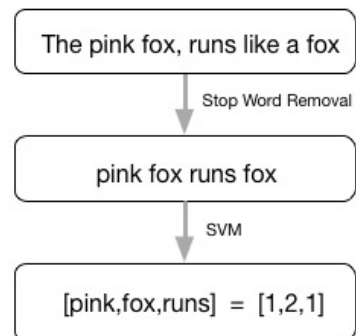 The pink fox, runs like a fox
Stop Word Removal
pink fox runs fox
SVM
[pink,fox,runs] = [1,2,1]